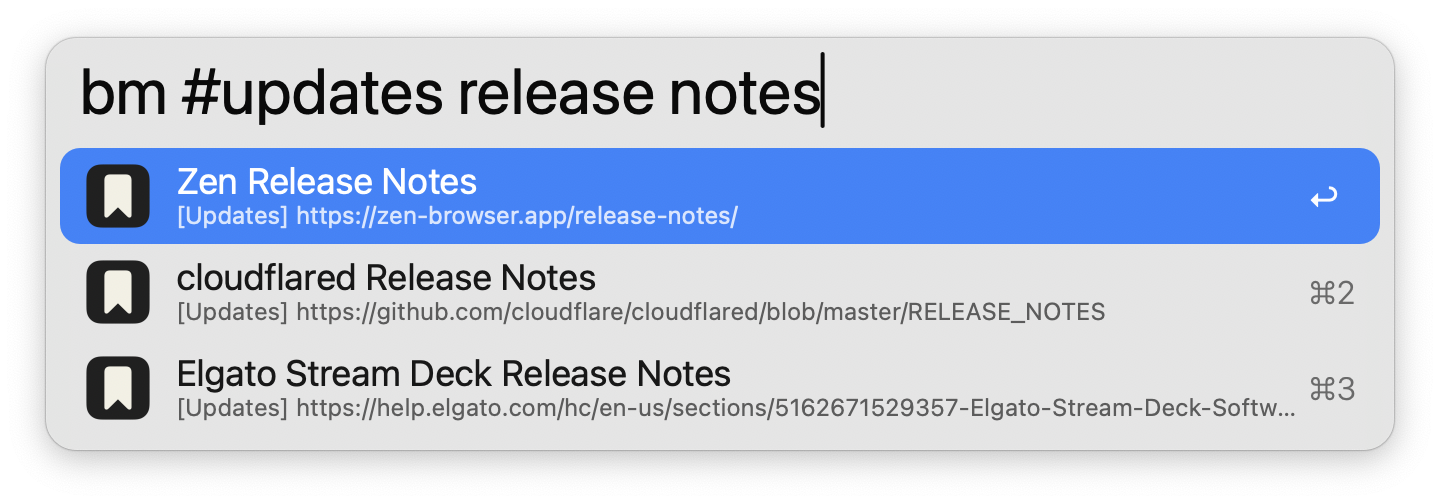 bm #updates release notes
Zen Release Notes
[Updates] https://zen-browser.app/release-notes/
cloudflared Release Notes
[Updates] https://github.com/cloudflare/cloudflared/blob/master/RELEASE_NOTES
⌘2
Elgato Stream Deck Release Notes
[Updates] https://help.elgato.com/hc/en-us/sections/5162671529357-Elgato-Stream-Deck-Softw...
⌘3